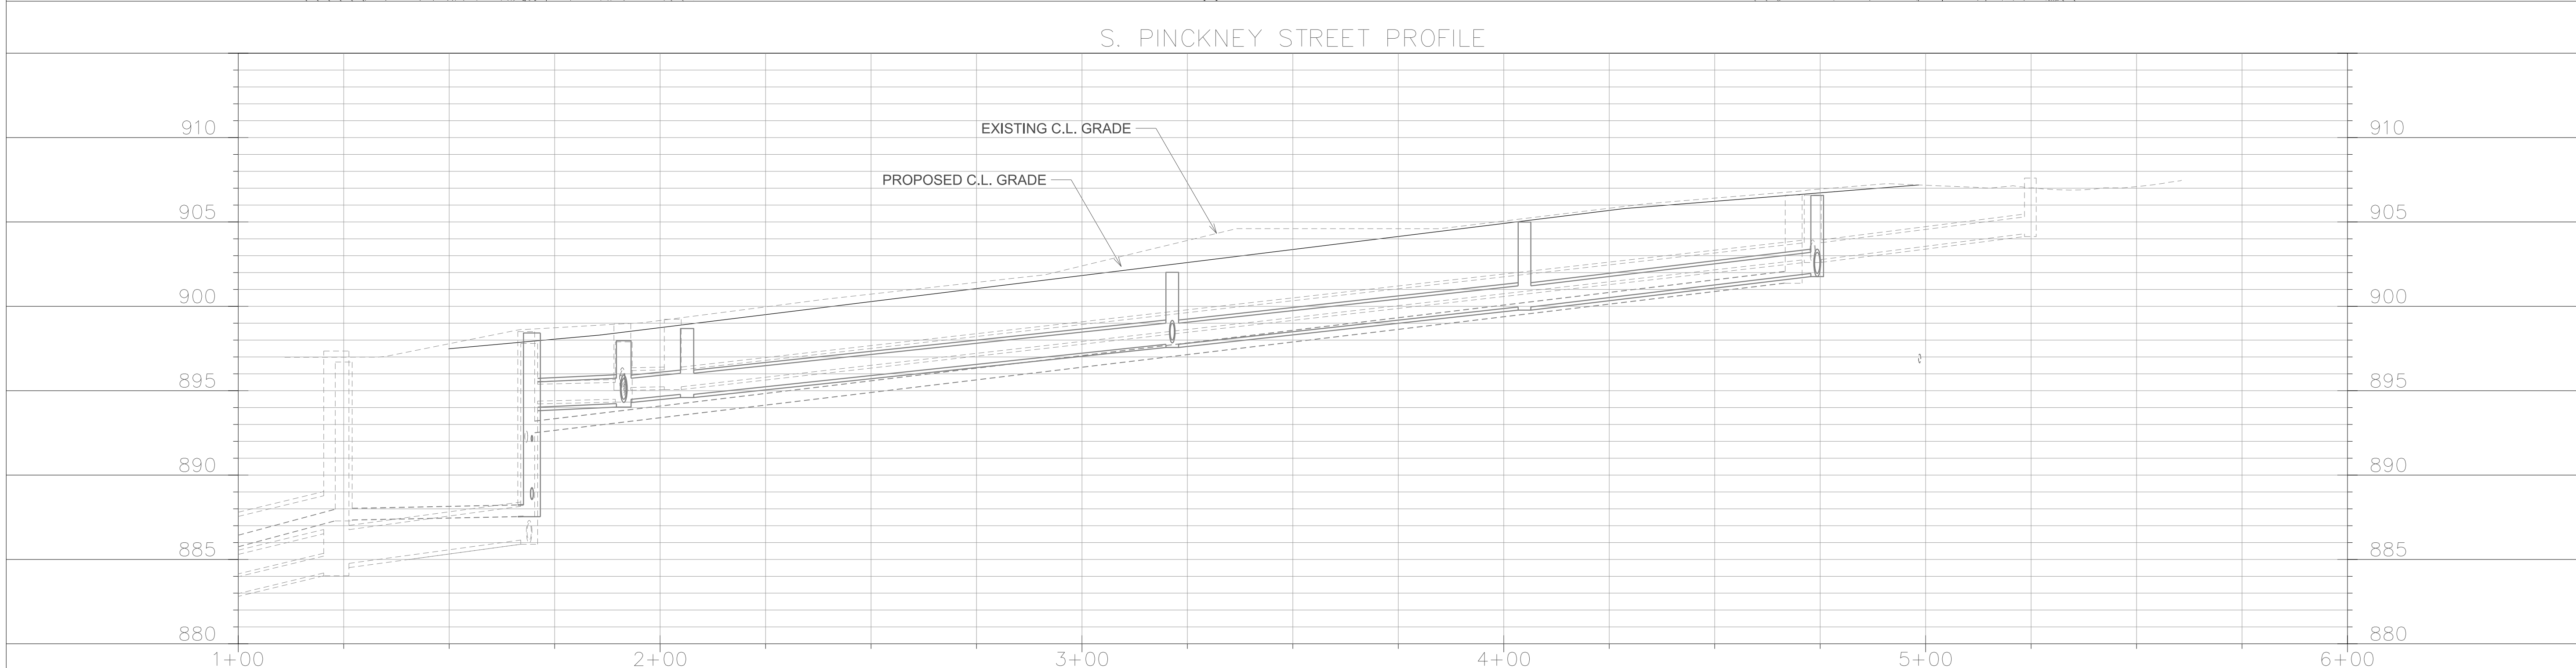 S. PINCKNEY STREET PROFILE
EXISTING C.L. GRADE
PROPOSED C.L. GRADE
910 910
905 905
900 900
895 895
890 890
885 885
880 880
1+00 2+00 3+00 4+00 5+00 6+00